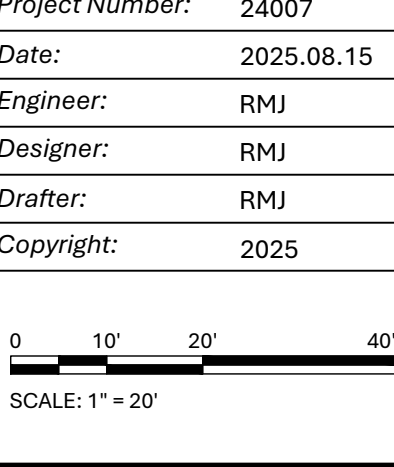 Project Number: 24007
Date: 2025.08.15
Engineer: RMJ
Designer: RMJ
Drafter: RMJ
Copyright: 2025
0 10' 20' 40'
SCALE: 1" = 20'